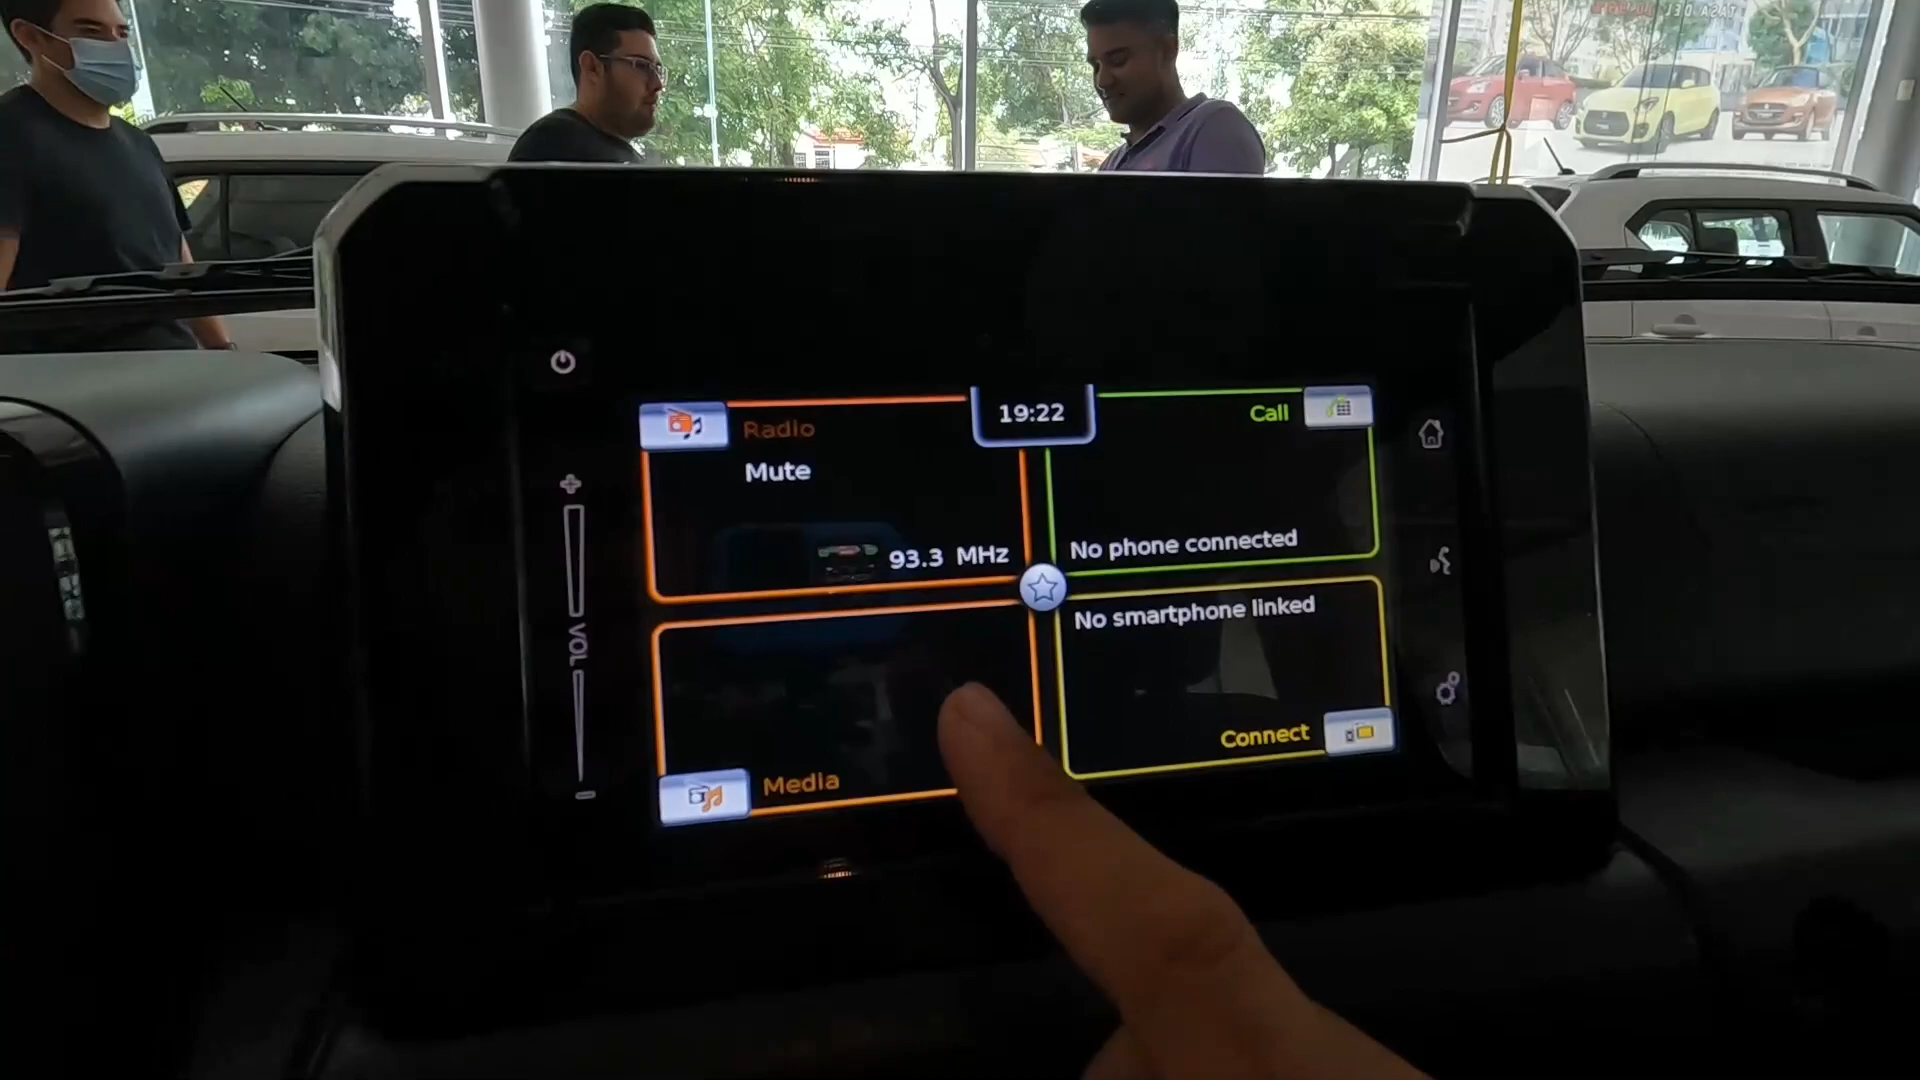 19:22
Radio
Mute
93.3 MHz
Call
No phone connected
VOL
No smartphone linked
Media
Connect